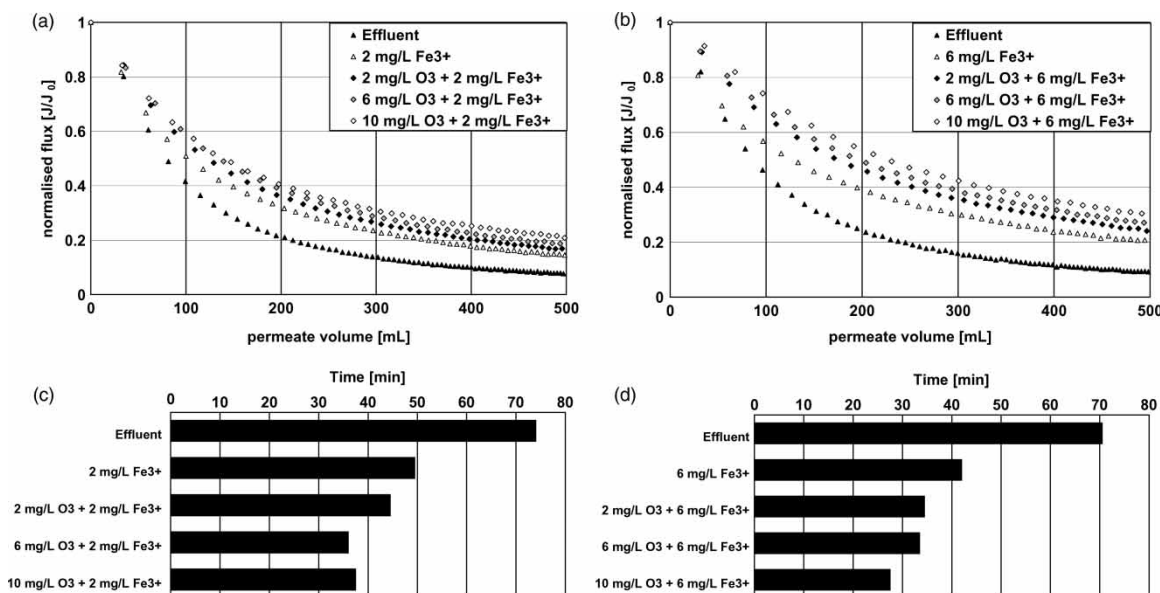 (a)
1
0.8
0.6
0.4
0.2
0
normalised flux [J/J0]
Effluent
2 mg/L Fe3+
2 mg/L O3 + 2 mg/L Fe3+
6 mg/L O3 + 2 mg/L Fe3+
10 mg/L O3 + 2 mg/L Fe3+
0 100 200 300 400 500
permeate volume [mL]
(b)
1
0.8
0.6
0.4
0.2
0
normalised flux [J/J0]
Effluent
6 mg/L Fe3+
2 mg/L O3 + 6 mg/L Fe3+
6 mg/L O3 + 6 mg/L Fe3+
10 mg/L O3 + 6 mg/L Fe3+
0 100 200 300 400 500
permeate volume [mL]
(c)
Time [min]
0 10 20 30 40 50 60 70 80
Effluent
2 mg/L Fe3+
2 mg/L O3 + 2 mg/L Fe3+
6 mg/L O3 + 2 mg/L Fe3+
10 mg/L O3 + 2 mg/L Fe3+
(d)
Time [min]
0 10 20 30 40 50 60 70 80
Effluent
6 mg/L Fe3+
2 mg/L O3 + 6 mg/L Fe3+
6 mg/L O3 + 6 mg/L Fe3+
10 mg/L O3 + 6 mg/L Fe3+